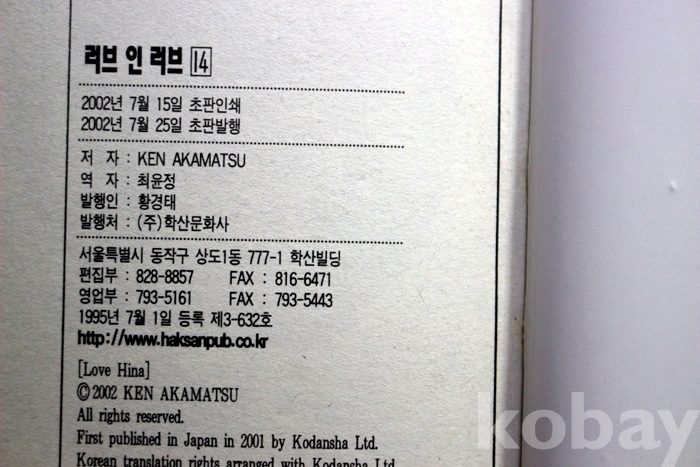 러브 인 러브 14
2002년 7월 15일 초판인쇄
2002년 7월 25일 초판발행
저 자 : KEN AKAMATSU
역 자 : 최윤정
발행인 : 황경태
발행처 : (주)학산문화사
서울특별시 동작구 상도1동 777-1 학산빌딩
편집부 : 828-8857 FAX : 816-6471
영업부 : 793-5161 FAX : 793-5443
1995년 7월 1일 등록 제3-632호
http://www.haksanpub.co.kr
[Love Hina]
©2002 KEN AKAMATSU
All rights reserved.
First published in Japan in 2001 by Kodansha Ltd.
Korean translation rights arranged with Kodansha Ltd.
kobay